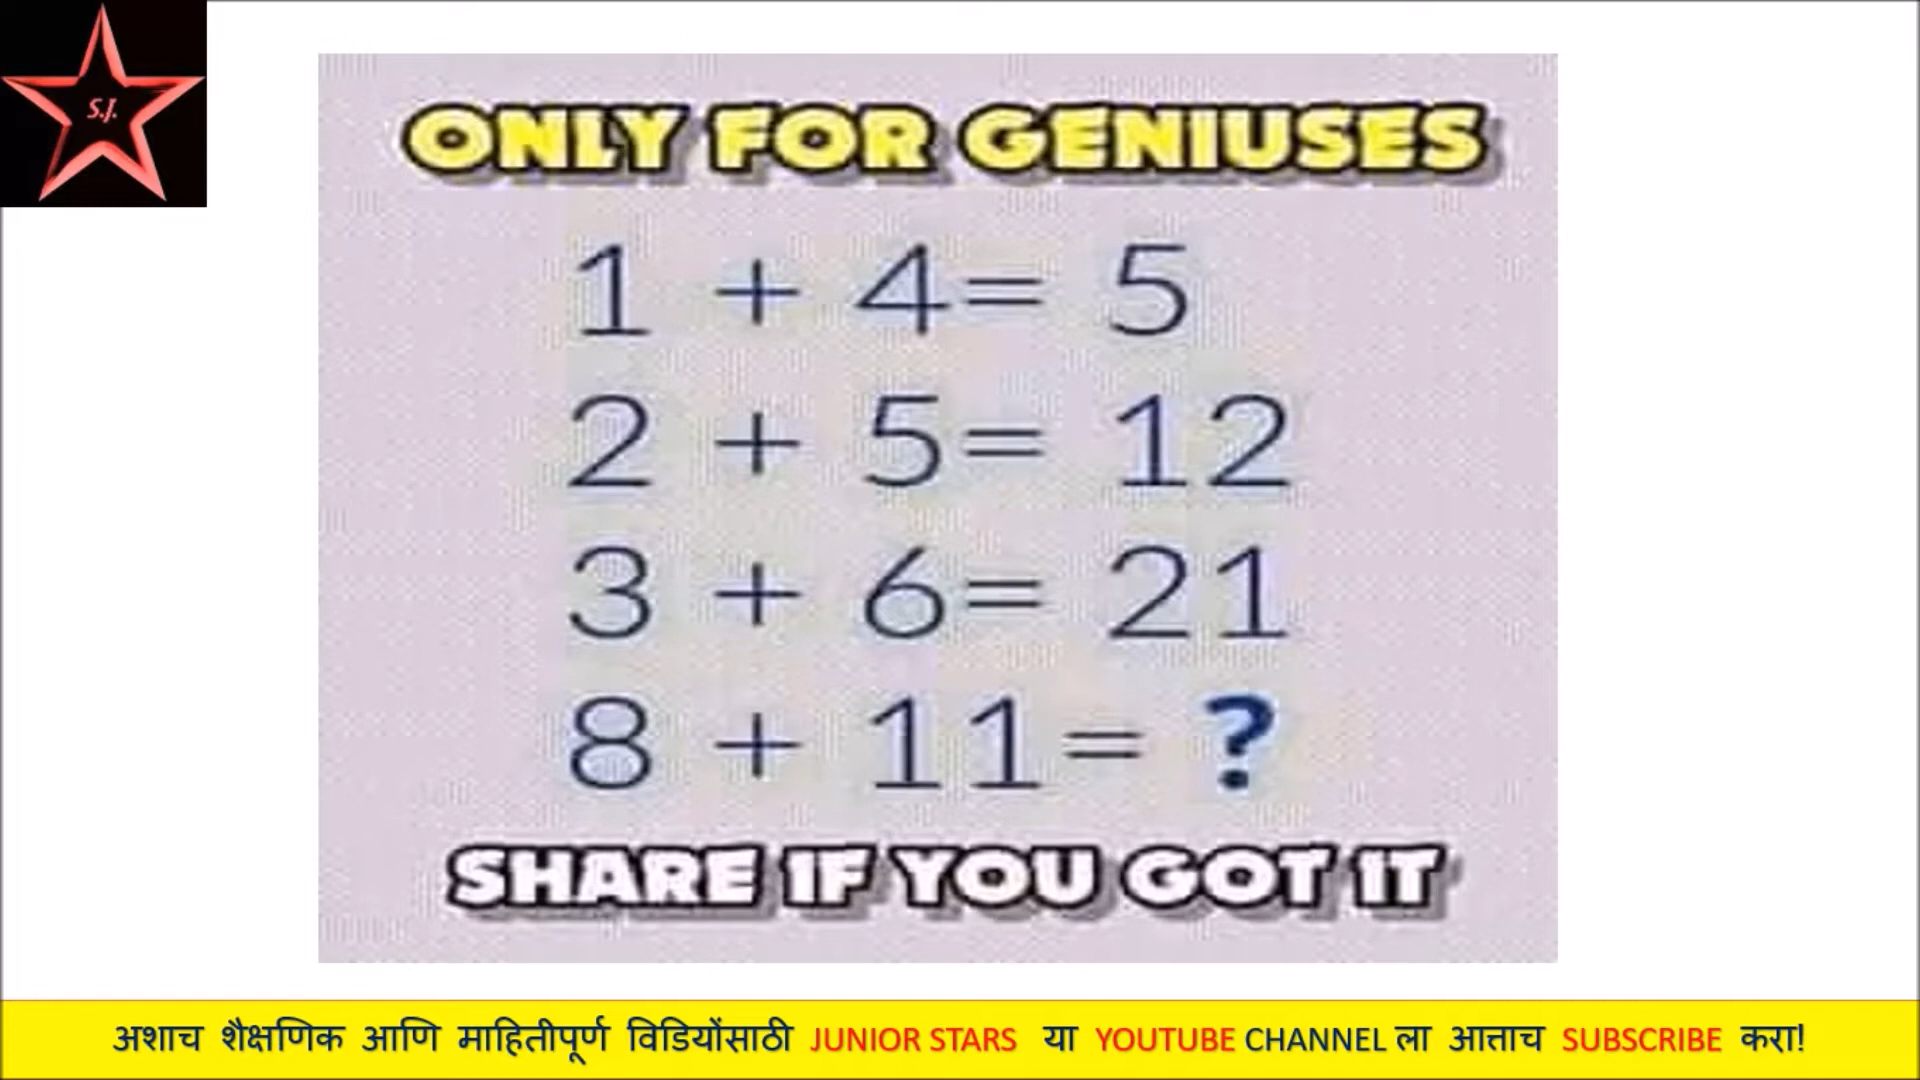 S.J.
ONLY FOR GENIUSES
1 + 4= 5
2 + 5= 12
3 + 6= 21
8 + 11= ?
SHARE IF YOU GOT IT
अशाच शैक्षणिक आणि माहितीपूर्ण विडियोंसाठी JUNIOR STARS या YOUTUBE CHANNEL ला आत्ताच SUBSCRIBE करा!